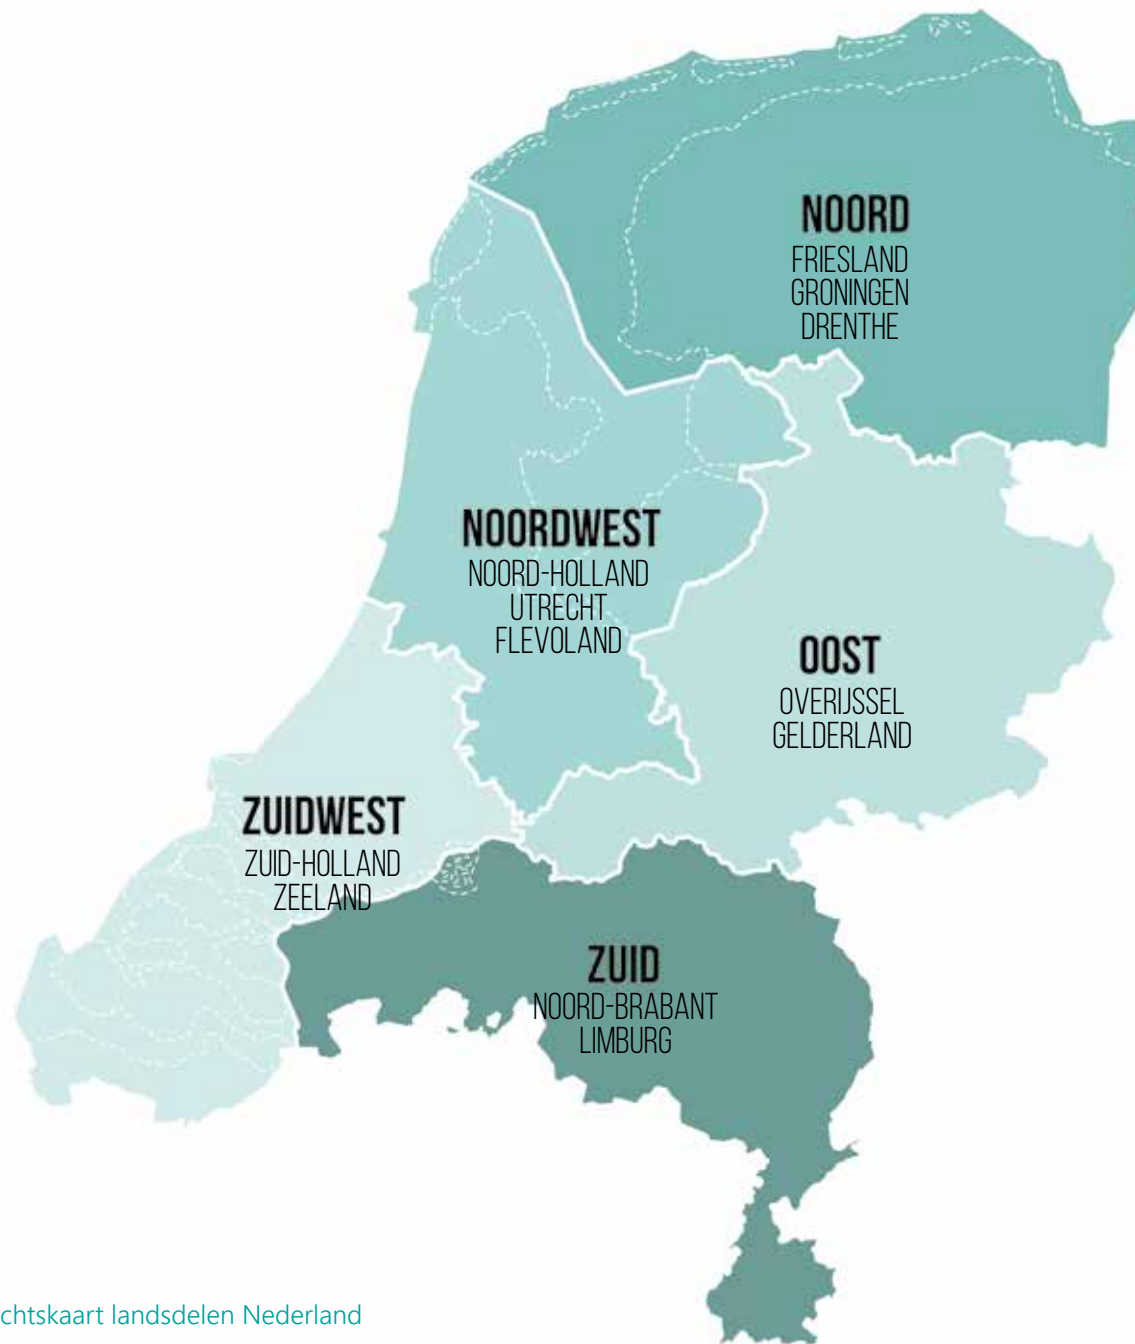 NOORD
FRIESLAND
GRONINGEN
DRENTHE
NOORDWEST
NOORD-HOLLAND
UTRECHT
FLEVOLAND
OOST
OVERIJSSEL
GELDERLAND
ZUIDWEST
ZUID-HOLLAND
ZEELAND
ZUID
NOORD-BRABANT
LIMBURG
chtskaart landsdelen Nederland